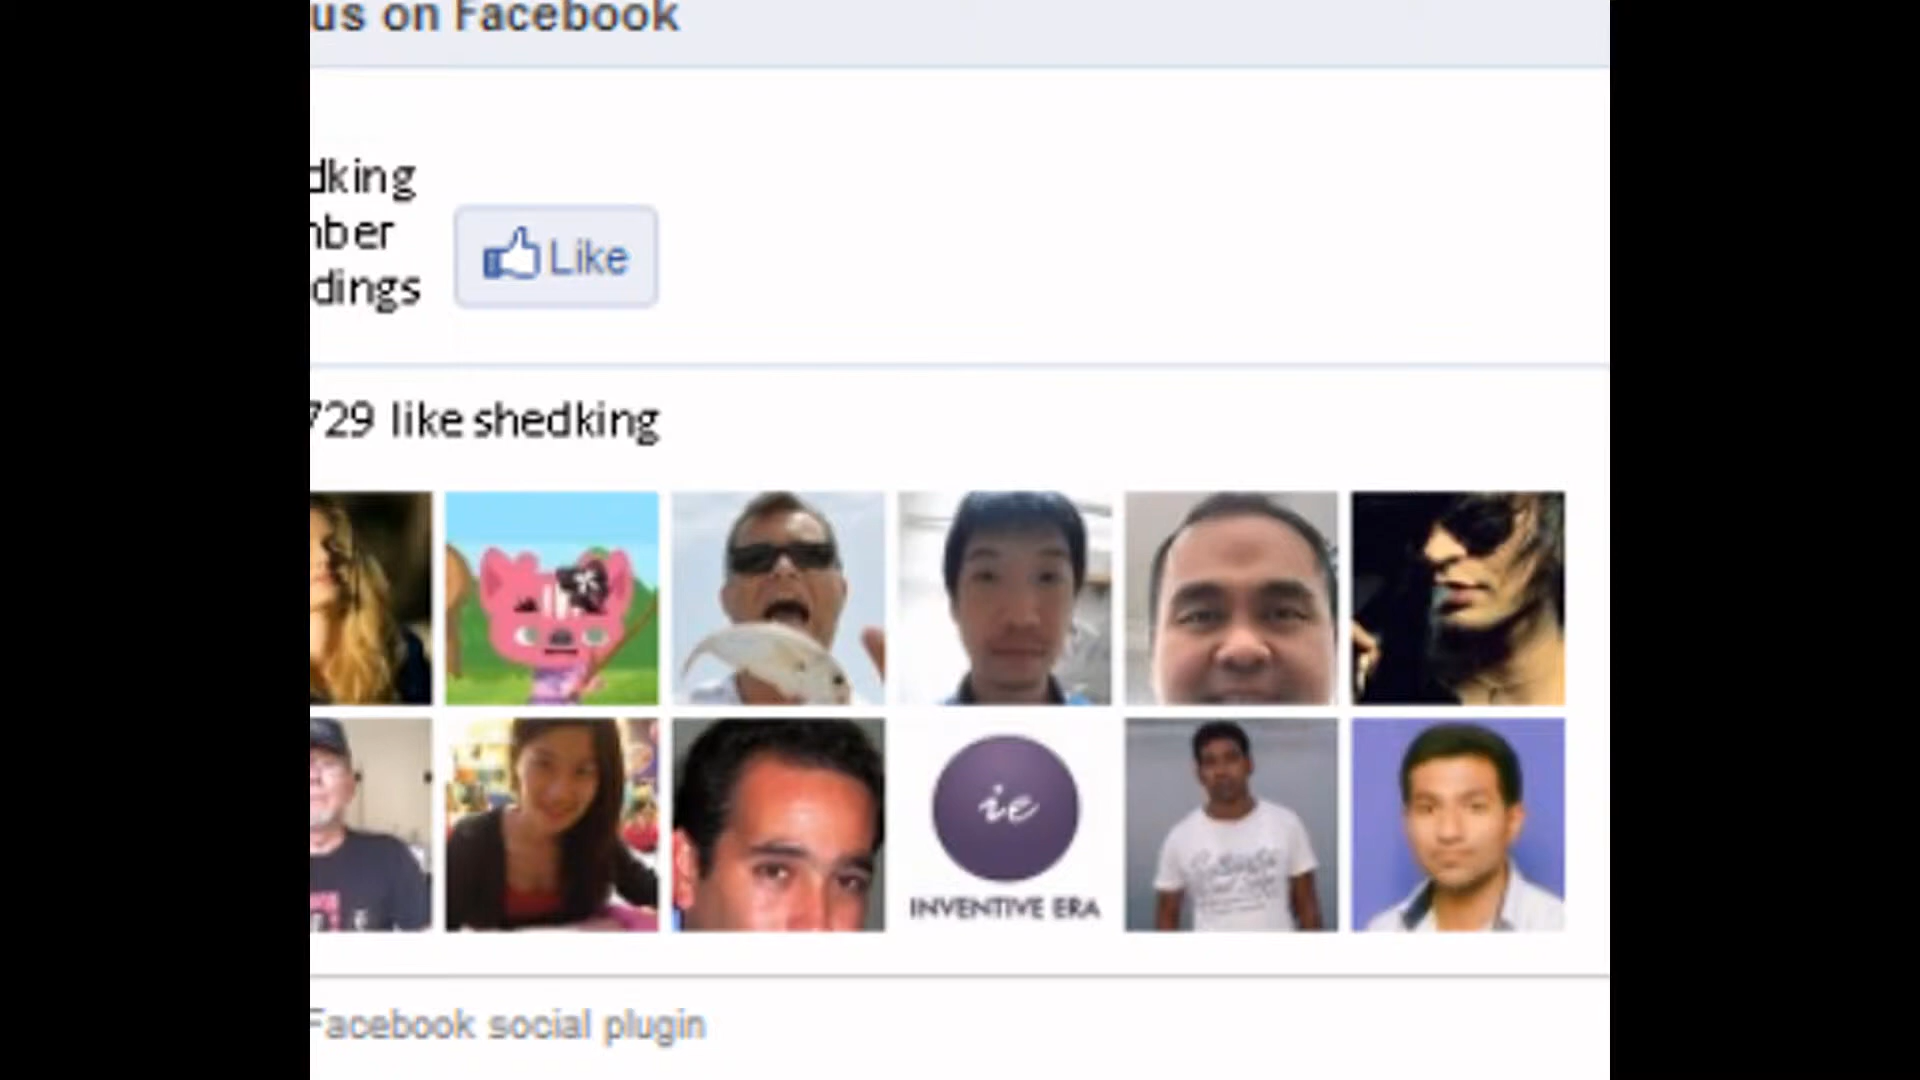 us on Facebook
dking
nber
dings
Like
729 like shedking
ie
INVENTIVE ERA
Facebook social plugin